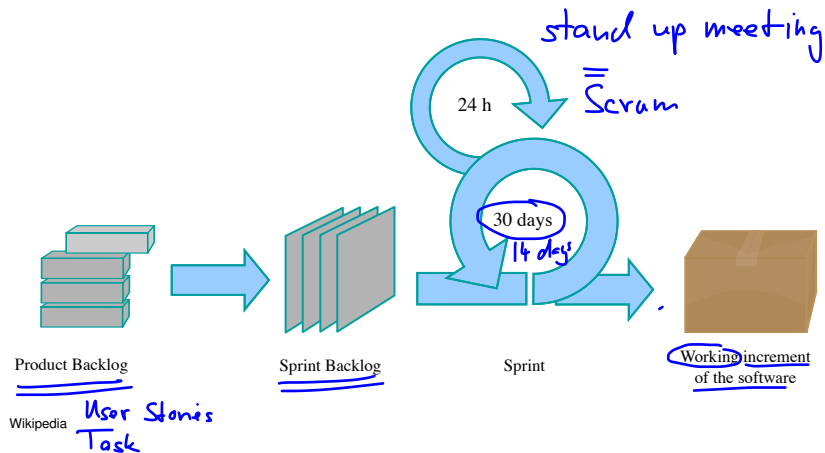 stand up meeting
Scrum
24 h
30 days
14 days
Product Backlog
Sprint Backlog
Sprint
Working increment
of the software
Wikipedia
User Stories
Task